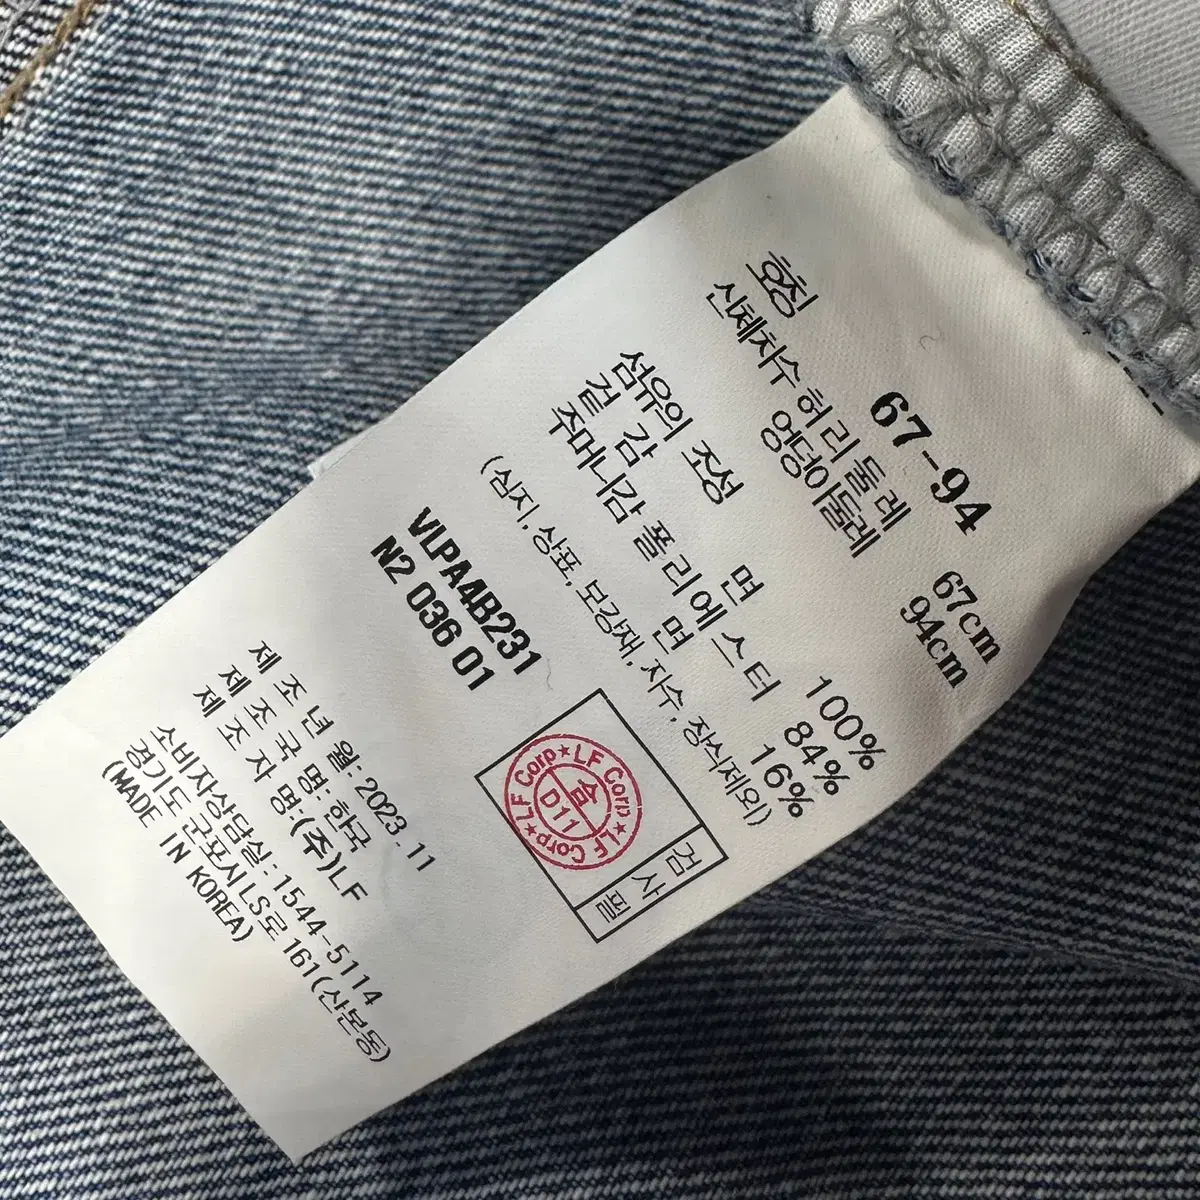 호칭 67-94
신체치수 허리둘레 67cm
엉덩이둘레 94cm
섬유의 조성
겉감 면 100%
주머니감 폴리에스터 84%
면 16%
(심지, 상표, 보강재, 자수, 장식제외)
VLPA4B231
N2 036 01
LF Corp★LF Corp★LF Corp★
합
D11
검사필
제조년월:2023.11
제조국명:한국
제조자명:(주)LF
소비자상담실:1544-5114
경기도 군포시 LS로 161(산본동)
(MADE IN KOREA)